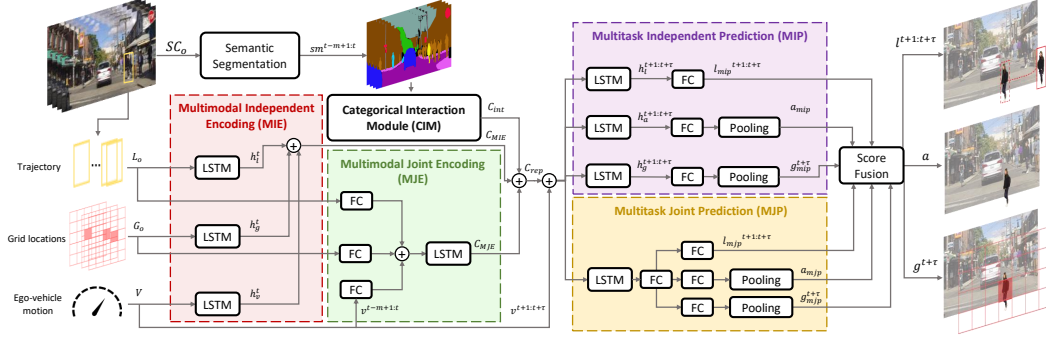 SC_o
Semantic
Segmentation
sm^{t-m+1:t}
Categorical Interaction
Module (CIM)
C_int
Multimodal Independent
Encoding (MIE)
C_MIE
Trajectory
L_o
LSTM
h_l^t
Multimodal Joint Encoding
(MJE)
FC
C_rep
Grid locations
G_o
LSTM
h_g^t
FC
LSTM
C_MJE
Ego-vehicle
motion
V
LSTM
h_v^t
FC
v^{t-m+1:t}
v^{t+1:t+τ}
Multitask Independent Prediction (MIP)
LSTM
h_l^{t+1:t+τ}
FC
l_mip^{t+1:t+τ}
LSTM
h_a^{t+1:t+τ}
FC
Pooling
a_mip
LSTM
h_g^{t+1:t+τ}
FC
Pooling
g_mip^{t+τ}
Multitask Joint Prediction (MJP)
LSTM
FC
FC
l_mjp^{t+1:t+τ}
FC
Pooling
a_mjp
FC
Pooling
g_mjp^{t+τ}
Score
Fusion
l^{t+1:t+τ}
a
g^{t+τ}